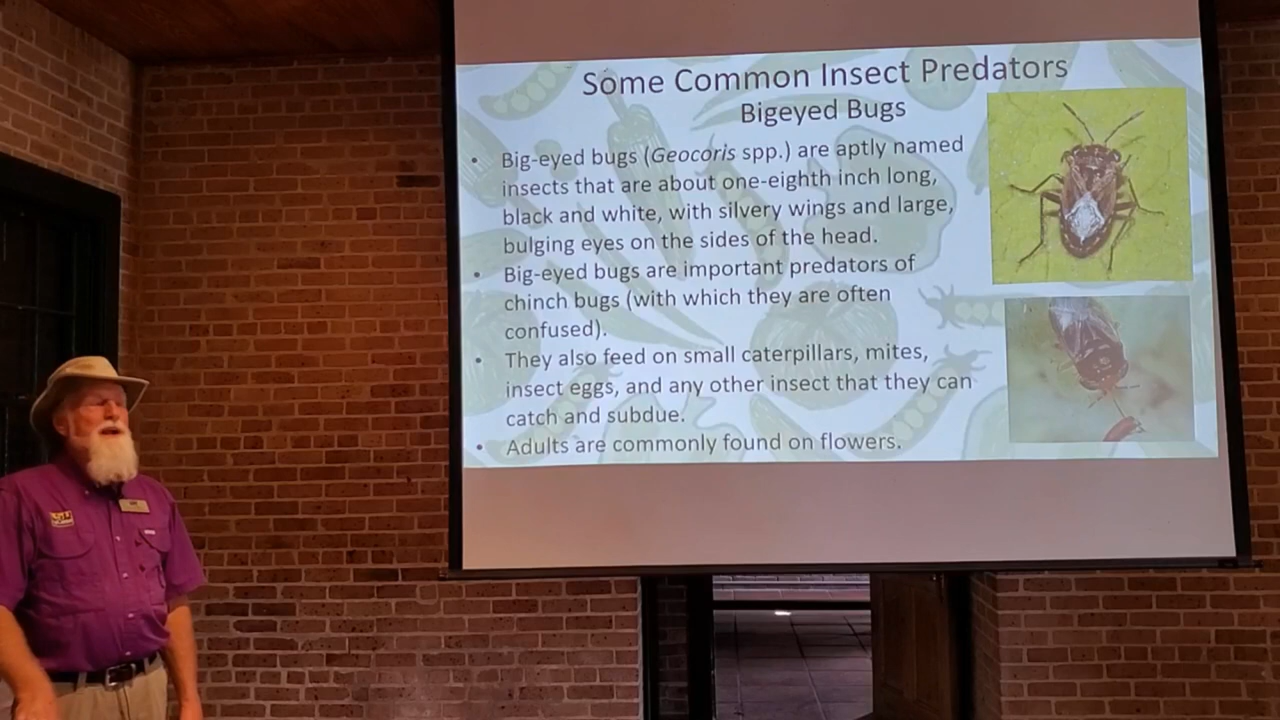 Some Common Insect Predators
Bigeyed Bugs
• Big-eyed bugs (Geocoris spp.) are aptly named
insects that are about one-eighth inch long,
black and white, with silvery wings and large,
bulging eyes on the sides of the head.
• Big-eyed bugs are important predators of
chinch bugs (with which they are often
confused).
• They also feed on small caterpillars, mites,
insect eggs, and any other insect that they can
catch and subdue.
• Adults are commonly found on flowers.